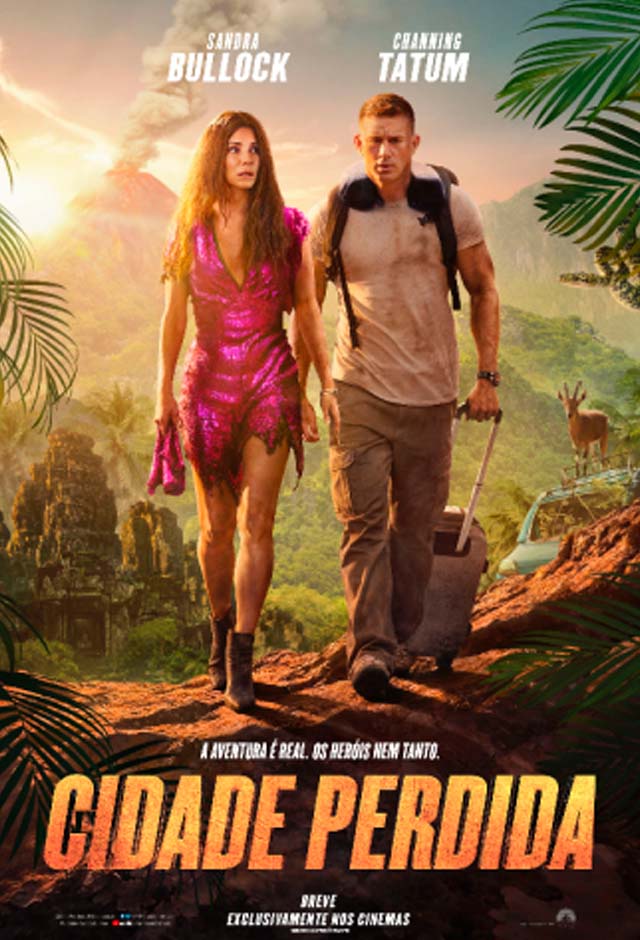 SANDRA
BULLOCK
CHANNING
TATUM
A AVENTURA É REAL. OS HERÓIS NEM TANTO.
CIDADE PERDIDA
BREVE
EXCLUSIVAMENTE NOS CINEMAS